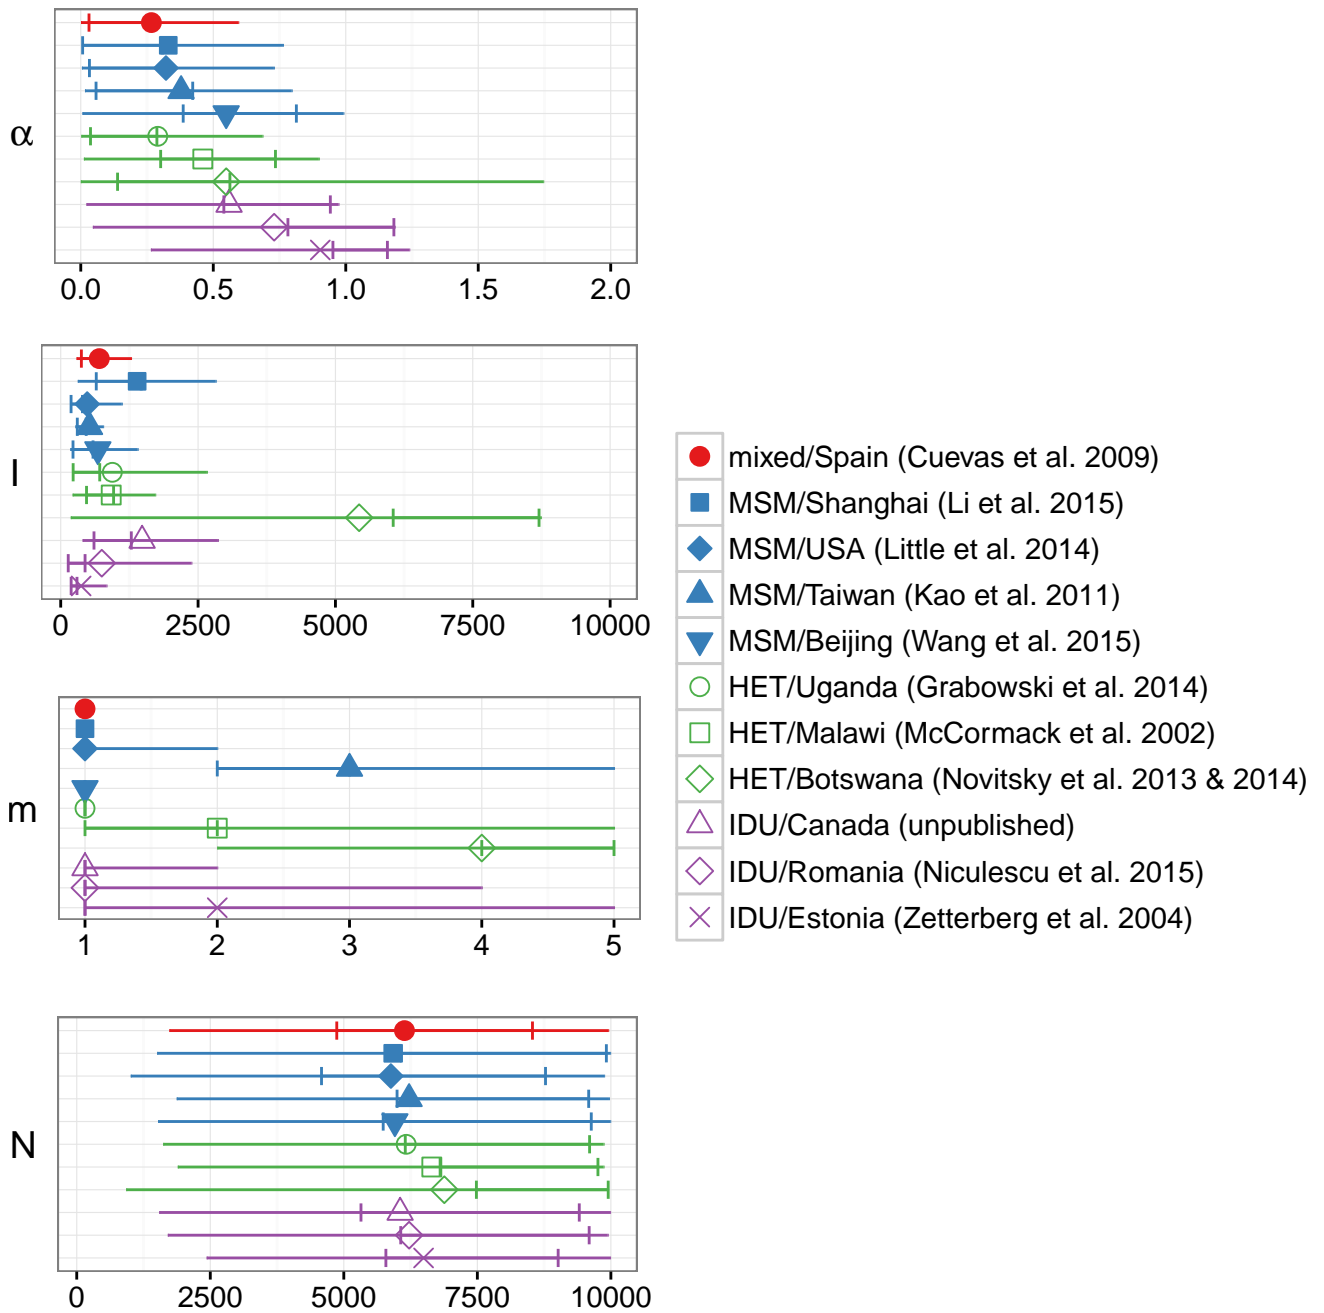 α
0.0 0.5 1.0 1.5 2.0
I
0 2500 5000 7500 10000
mixed/Spain (Cuevas et al. 2009)
MSM/Shanghai (Li et al. 2015)
MSM/USA (Little et al. 2014)
MSM/Taiwan (Kao et al. 2011)
MSM/Beijing (Wang et al. 2015)
HET/Uganda (Grabowski et al. 2014)
HET/Malawi (McCormack et al. 2002)
HET/Botswana (Novitsky et al. 2013 & 2014)
IDU/Canada (unpublished)
IDU/Romania (Niculescu et al. 2015)
IDU/Estonia (Zetterberg et al. 2004)
m
1 2 3 4 5
N
0 2500 5000 7500 10000